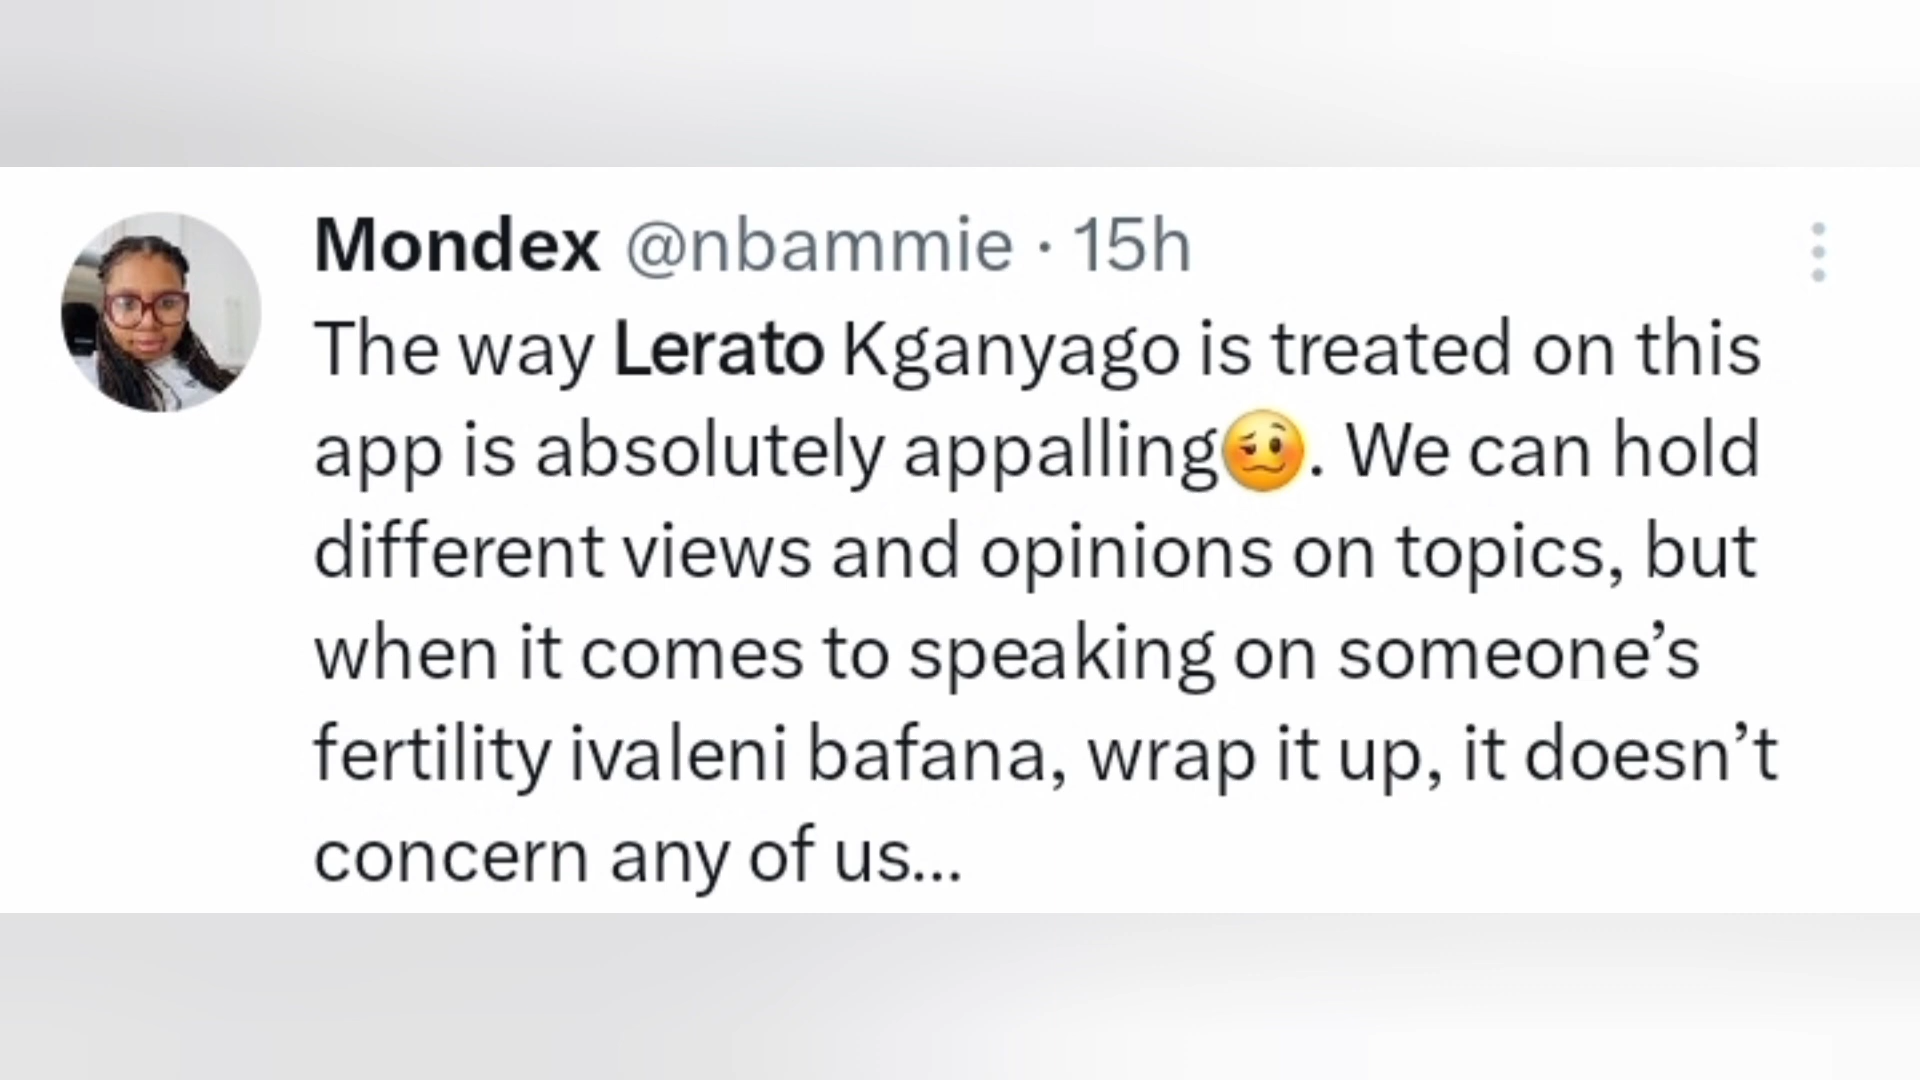 Mondex @nbammie · 15h
The way Lerato Kganyago is treated on this
app is absolutely appalling🥴. We can hold
different views and opinions on topics, but
when it comes to speaking on someone’s
fertility ivaleni bafana, wrap it up, it doesn’t
concern any of us...